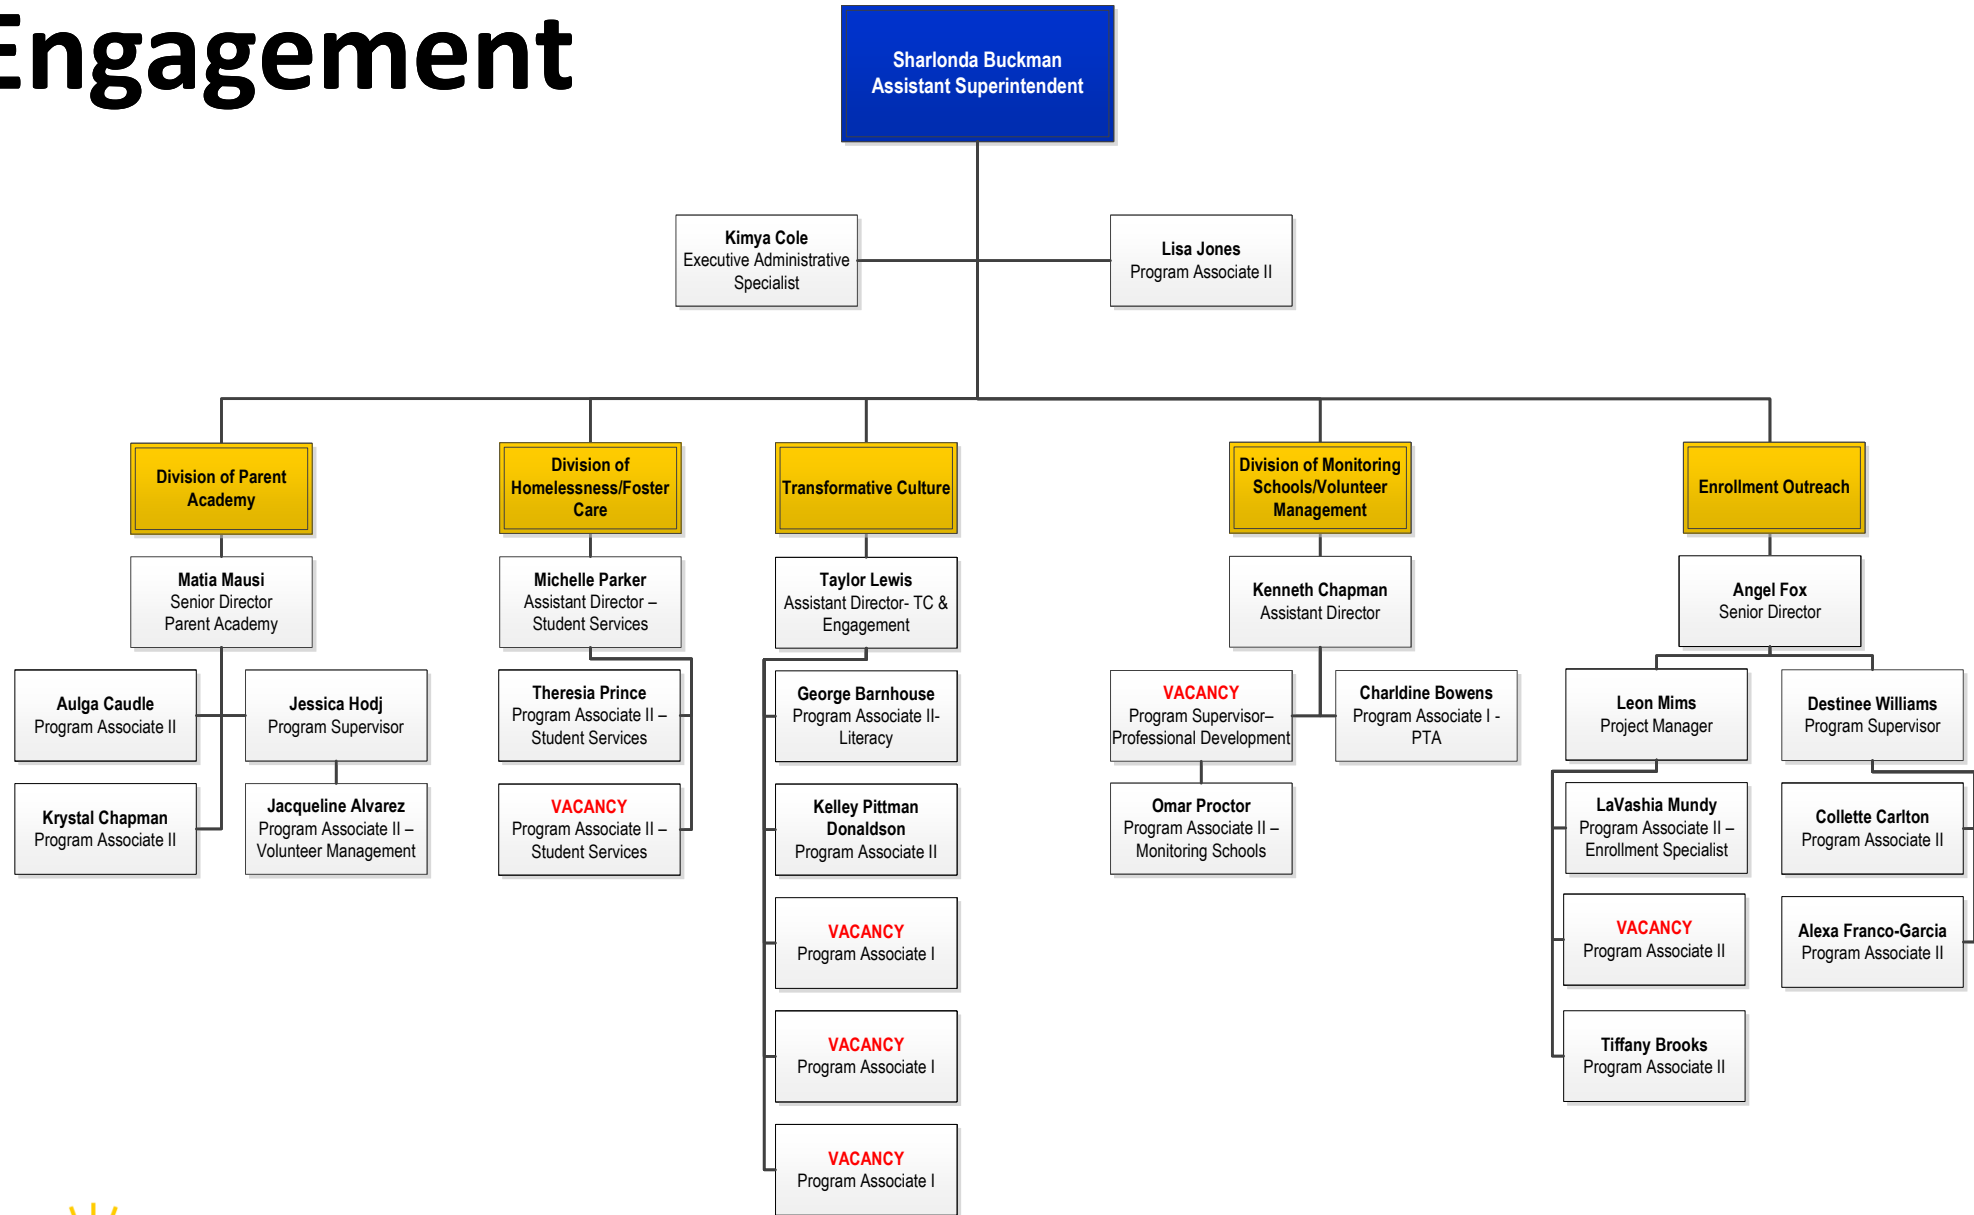 Engagement
Sharlonda Buckman
Assistant Superintendent
Kimya Cole
Executive Administrative
Specialist
Lisa Jones
Program Associate II
Division of Parent
Academy
Matia Mausi
Senior Director
Parent Academy
Aulga Caudle
Program Associate II
Jessica Hodj
Program Supervisor
Krystal Chapman
Program Associate II
Jacqueline Alvarez
Program Associate II –
Volunteer Management
Division of
Homelessness/Foster
Care
Michelle Parker
Assistant Director –
Student Services
Theresia Prince
Program Associate II –
Student Services
VACANCY
Program Associate II –
Student Services
Transformative Culture
Taylor Lewis
Assistant Director- TC &
Engagement
George Barnhouse
Program Associate II-
Literacy
Kelley Pittman
Donaldson
Program Associate II
VACANCY
Program Associate I
VACANCY
Program Associate I
VACANCY
Program Associate I
Division of Monitoring
Schools/Volunteer
Management
Kenneth Chapman
Assistant Director
VACANCY
Program Supervisor–
Professional Development
Charldine Bowens
Program Associate I -
PTA
Omar Proctor
Program Associate II –
Monitoring Schools
Enrollment Outreach
Angel Fox
Senior Director
Leon Mims
Project Manager
Destinee Williams
Program Supervisor
LaVashia Mundy
Program Associate II –
Enrollment Specialist
Collette Carlton
Program Associate II
VACANCY
Program Associate II
Alexa Franco-Garcia
Program Associate II
Tiffany Brooks
Program Associate II